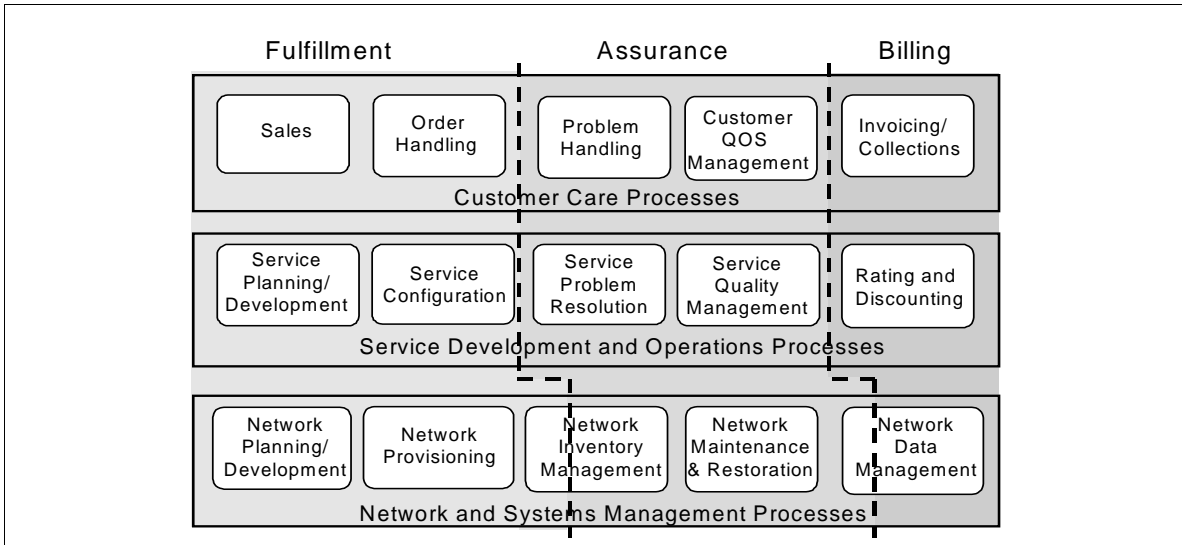 Fulfillment
Assurance
Billing
Sales
Order
Handling
Problem
Handling
Customer
QOS
Management
Invoicing/
Collections
Customer Care Processes
Service
Planning/
Development
Service
Configuration
Service
Problem
Resolution
Service
Quality
Management
Rating and
Discounting
Service Development and Operations Processes
Network
Planning/
Development
Network
Provisioning
Network
Inventory
Management
Network
Maintenance
& Restoration
Network
Data
Management
Network and Systems Management Processes